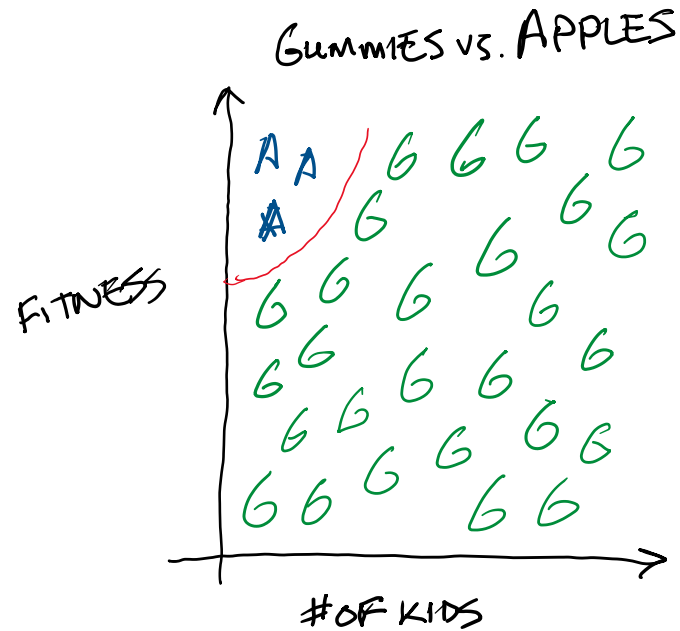 GUMMIES VS. APPLES
A A G G G G
A G G G
G
G G G G
FITNESS
G G
G G G
G G G G G
G
G G G G
# OF KIDS